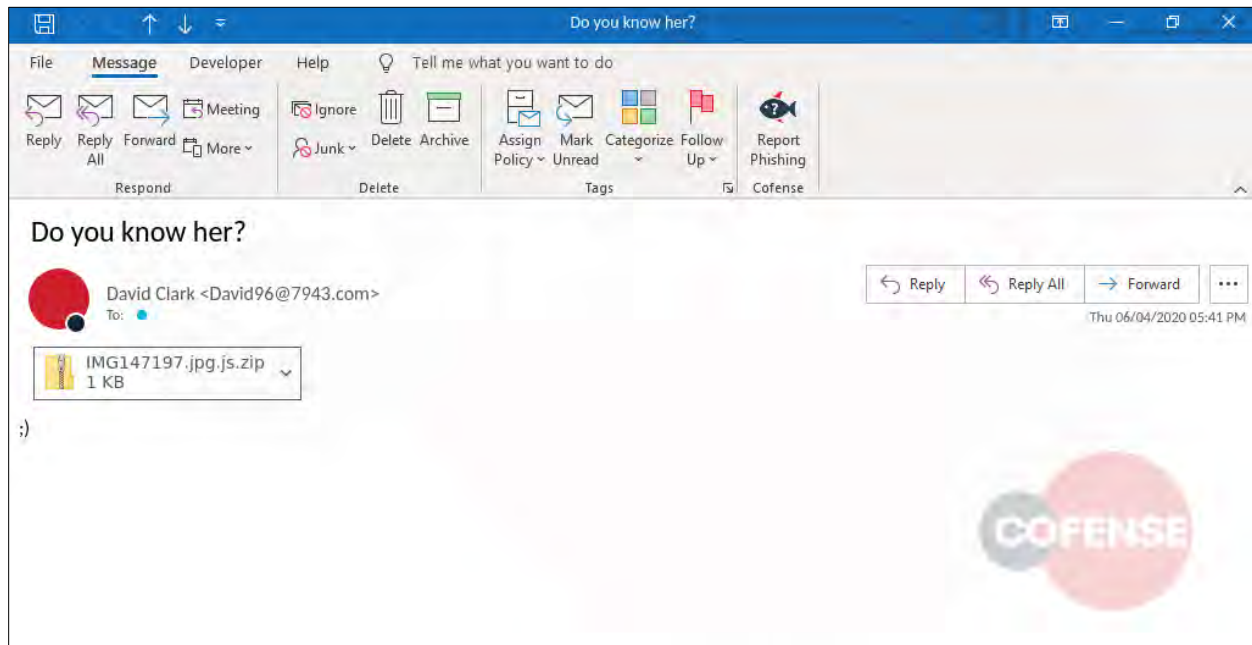 Do you know her?
File Message Developer Help Tell me what you want to do
Reply Reply All Forward Meeting More Ignore Junk Delete Archive Assign Policy Mark Unread Categorize Follow Up Report Phishing
Respond Delete Tags Cofense
Do you know her?
David Clark <David96@7943.com>
To:
Reply Reply All Forward ...
Thu 06/04/2020 05:41 PM
IMG147197.jpg.js.zip
1 KB
;)
COFENSE